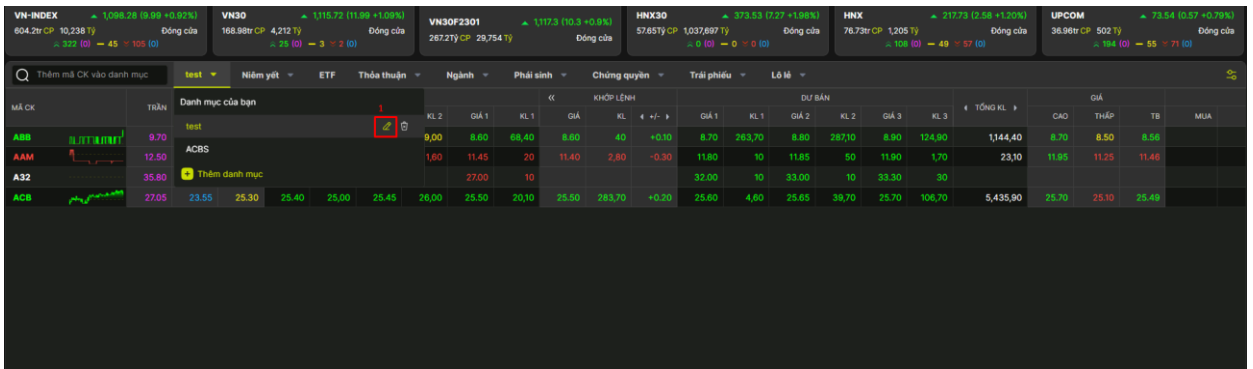 VN-INDEX 1,098.28 (9.99 +0.92%) VN30 1,115.72 (11.99 +1.09%) VN30F2301 1,117.3 (10.3 +0.9%) HNX30 373.53 (7.27 +1.98%) HNX 217.73 (2.58 +1.20%) UPCOM 73.54 (0.57 +0.79%)
604.2tr CP 10,238 Tỷ Đóng cửa 168.98tr CP 4,212 Tỷ Đóng cửa 267.2Tỷ CP 29,754 Tỷ Đóng cửa 57.65Tỷ CP 1,037,697 Tỷ Đóng cửa 76.73tr CP 1,205 Tỷ Đóng cửa 36.96tr CP 502 Tỷ Đóng cửa
322 (0) 45 105 (0) 25 (0) 3 2 (0) 0 (0) 0 0 (0) 108 (0) 49 57 (0) 194 (0) 55 71 (0)
Thêm mã CK vào danh mục test Niêm yết ETF Thỏa thuận Ngành Phái sinh Chứng quyền Trái phiếu Lô lẻ
Danh mục của bạn
1
test
ACBS
Thêm danh mục
KHỚP LỆNH DƯ BÁN GIÁ
MÃ CK TRẦN KL 2 GIÁ 1 KL 1 GIÁ KL +/- GIÁ 1 KL 1 GIÁ 2 KL 2 GIÁ 3 KL 3 TỔNG KL CAO THẤP TB MUA
ABB 9.70 9,00 8.60 68,40 8.60 40 +0.10 8.70 263,70 8.80 287,10 8.90 124,90 1,144,40 8.70 8.50 8.56
AAM 12.50 1,60 11.45 20 11.40 2,80 -0.30 11.80 10 11.85 50 11.90 1,70 23,10 11.95 11.25 11.46
A32 35.80 27.00 10 32.00 10 33.00 10 33.30 30
ACB 27.05 23.55 25.30 25.40 25,00 25.45 26,00 25.50 20,10 25.50 283,70 +0.20 25.60 4,60 25.65 39,70 25.70 106,70 5,435,90 25.70 25.10 25.49